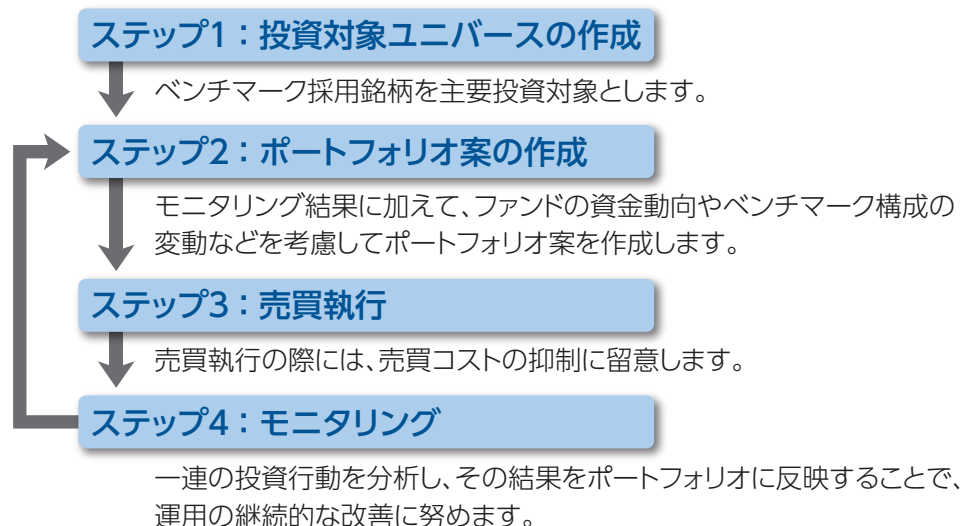 ステップ1：投資対象ユニバースの作成
ベンチマーク採用銘柄を主要投資対象とします。
ステップ2：ポートフォリオ案の作成
モニタリング結果に加えて、ファンドの資金動向やベンチマーク構成の
変動などを考慮してポートフォリオ案を作成します。
ステップ3：売買執行
売買執行の際には、売買コストの抑制に留意します。
ステップ4：モニタリング
一連の投資行動を分析し、その結果をポートフォリオに反映することで、
運用の継続的な改善に努めます。